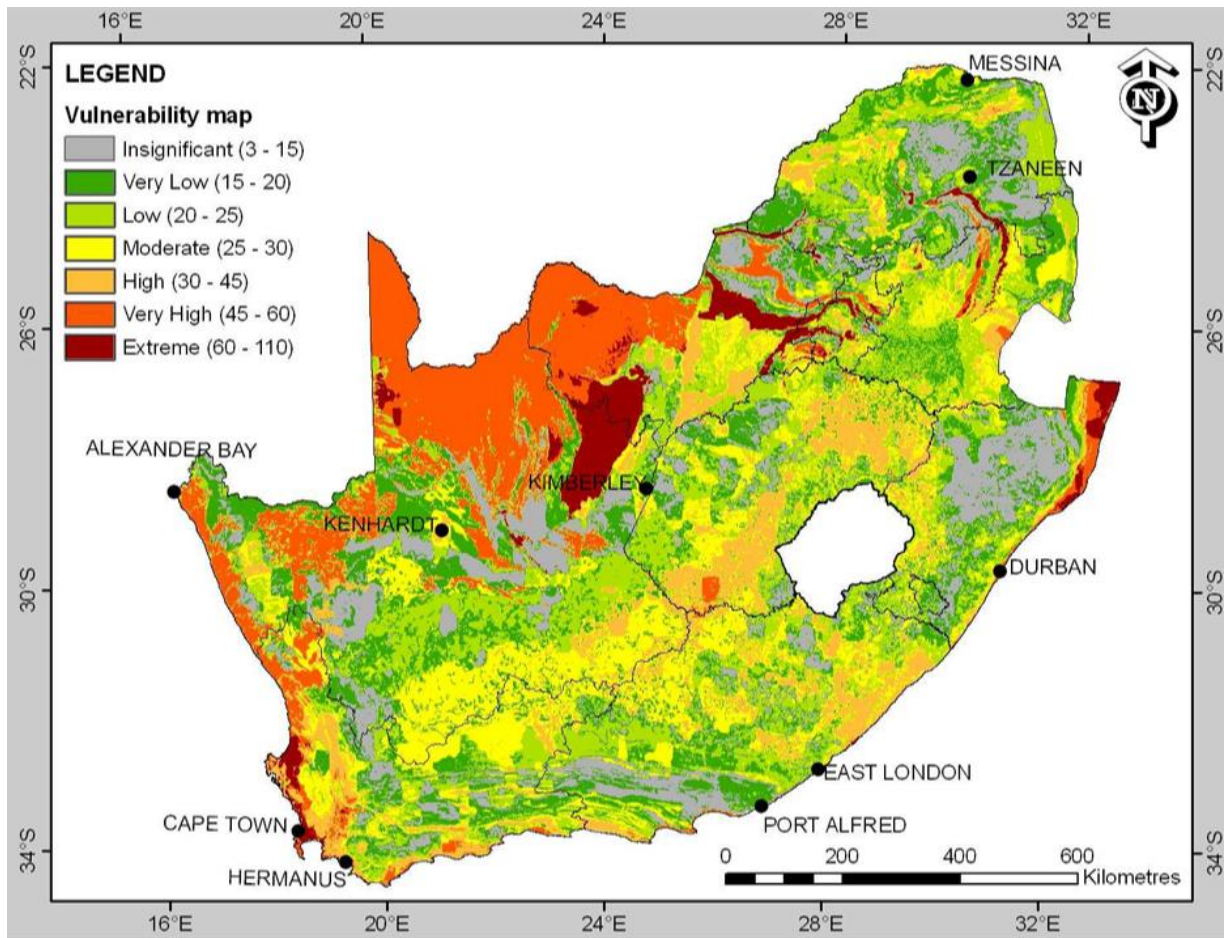 16°E 20°E 24°E 28°E 32°E
22°S 22°S
LEGEND
Vulnerability map
Insignificant (3 - 15)
Very Low (15 - 20)
Low (20 - 25)
Moderate (25 - 30)
High (30 - 45)
Very High (45 - 60)
Extreme (60 - 110)
MESSINA
N
TZANEEN
26°S 26°S
ALEXANDER BAY
KIMBERLEY
KENHARDT
DURBAN
30°S 30°S
EAST LONDON
CAPE TOWN
PORT ALFRED
HERMANUS
34°S 34°S
0 200 400 600
Kilometres
16°E 20°E 24°E 28°E 32°E